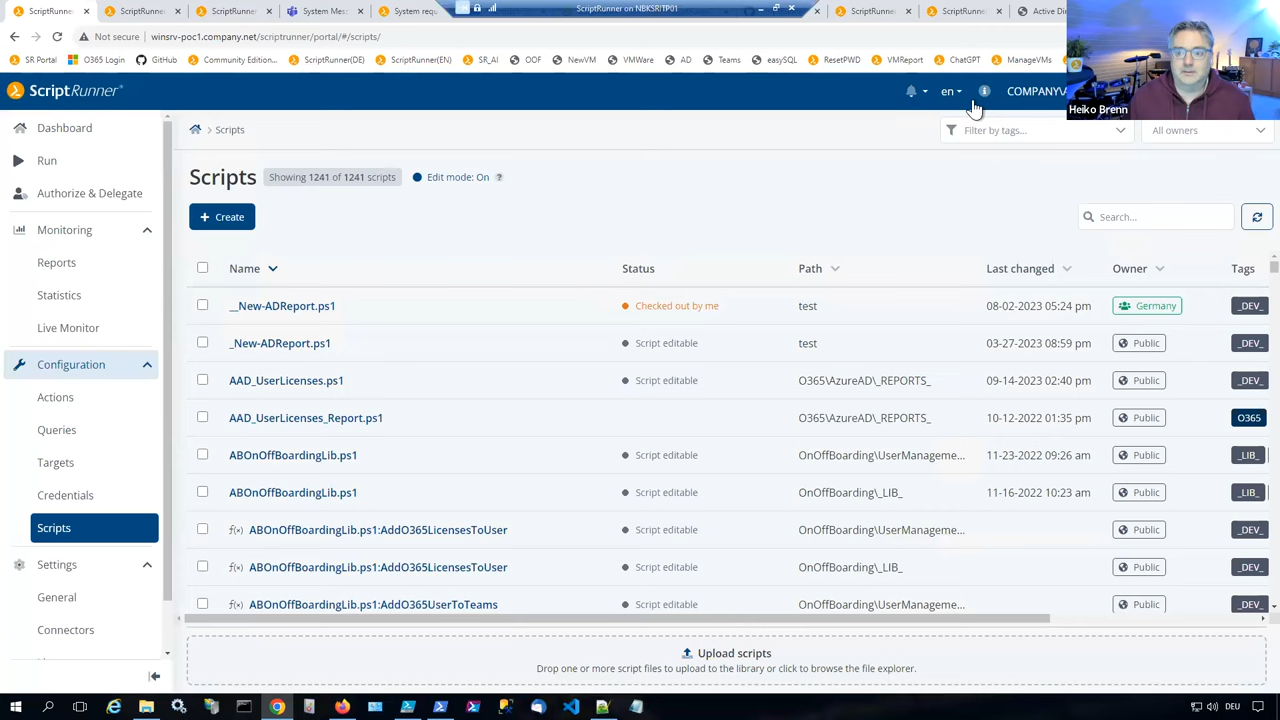 ScriptRunner on NBKSRITP01
System Messa
System requ
ScriptRunne
ScriptRunne
Active Dir
Not secure winsrv-poc1.company.net/scriptrunner/portal/#/scripts/
SR Portal O365 Login GitHub Community Edition... ScriptRunner(DE) ScriptRunner(EN) SR_AI OOF NewVM VMWare AD Teams easySQL ResetPWD VMReport ChatGPT ManageVMs
ScriptRunner
en
COMPANY\A
Heiko Brenn
Dashboard
Run
Authorize & Delegate
Monitoring
Reports
Statistics
Live Monitor
Configuration
Actions
Queries
Targets
Credentials
Scripts
Settings
General
Connectors
Scripts
Filter by tags...
All owners
Scripts Showing 1241 of 1241 scripts Edit mode: On ?
+ Create
Search...
Name Status Path Last changed Owner Tags
__New-ADReport.ps1 Checked out by me test 08-02-2023 05:24 pm Germany _DEV_
_New-ADReport.ps1 Script editable test 03-27-2023 08:59 pm Public _DEV_
AAD_UserLicenses.ps1 Script editable O365\AzureAD\_REPORTS_ 09-14-2023 02:40 pm Public _DEV_
AAD_UserLicenses_Report.ps1 Script editable O365\AzureAD\_REPORTS_ 10-12-2022 01:35 pm Public O365
ABOnOffBoardingLib.ps1 Script editable OnOffBoarding\UserManageme... 11-23-2022 09:26 am Public _LIB_
ABOnOffBoardingLib.ps1 Script editable OnOffBoarding\_LIB_ 11-16-2022 10:23 am Public _LIB_
f(x) ABOnOffBoardingLib.ps1:AddO365LicensesToUser Script editable OnOffBoarding\UserManageme... Public _DEV_
f(x) ABOnOffBoardingLib.ps1:AddO365LicensesToUser Script editable OnOffBoarding\_LIB_ Public _DEV_
f(x) ABOnOffBoardingLib.ps1:AddO365UserToTeams Script editable OnOffBoarding\UserManageme... Public _DEV_
Upload scripts
Drop one or more script files to upload to the library or click to browse the file explorer.
DEU